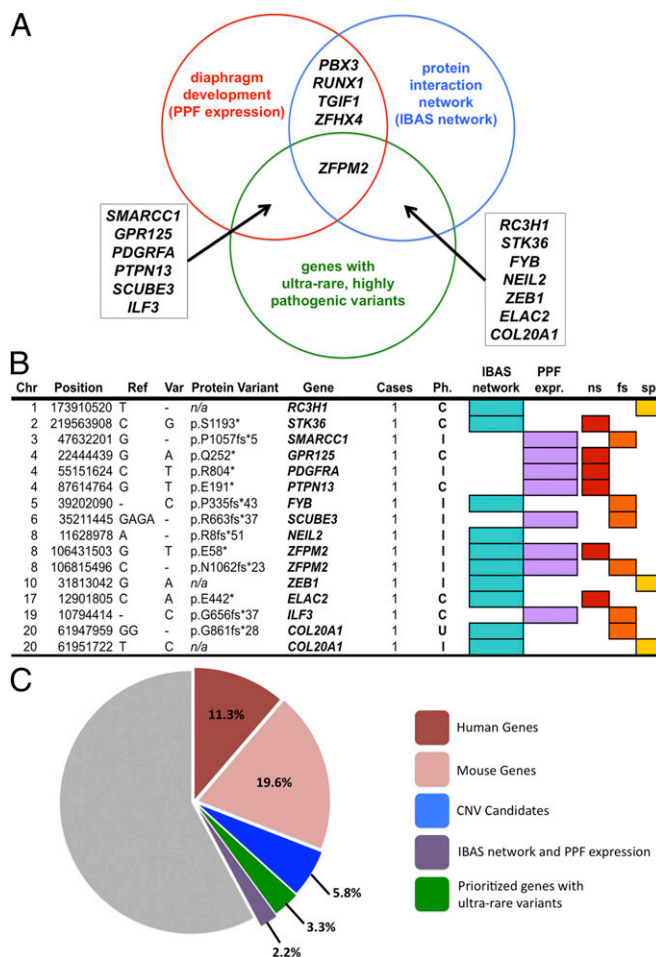 A
diaphragm
development
(PPF expression)
PBX3
RUNX1
TGIF1
ZFHX4
protein
interaction
network
(IBAS network)
ZFPM2
SMARCC1
GPR125
PDGRFA
PTPN13
SCUBE3
ILF3
genes with
ultra-rare, highly
pathogenic variants
RC3H1
STK36
FYB
NEIL2
ZEB1
ELAC2
COL20A1
B
IBAS PPF
Chr Position Ref Var Protein Variant Gene Cases Ph. network expr. ns fs sp
1 173910520 T - n/a RC3H1 1 C
2 219563908 C G p.S1193* STK36 1 C
3 47632201 G - p.P1057fs*5 SMARCC1 1 I
4 22444439 G A p.Q252* GPR125 1 C
4 55151624 C T p.R804* PDGFRA 1 I
4 87614764 G T p.E191* PTPN13 1 C
5 39202090 - C p.P335fs*43 FYB 1 I
6 35211445 GAGA - p.R663fs*37 SCUBE3 1 I
8 11628978 A - p.R8fs*51 NEIL2 1 I
8 106431503 G T p.E58* ZFPM2 1 I
8 106815496 C - p.N1062fs*23 ZFPM2 1 I
10 31813042 G A n/a ZEB1 1 I
17 12901805 C A p.E442* ELAC2 1 C
19 10794414 - C p.G656fs*37 ILF3 1 C
20 61947959 GG - p.G861fs*28 COL20A1 1 U
20 61951722 T C n/a COL20A1 1 I
C
11.3%
19.6%
5.8%
3.3%
2.2%
Human Genes
Mouse Genes
CNV Candidates
IBAS network and PPF expression
Prioritized genes with
ultra-rare variants